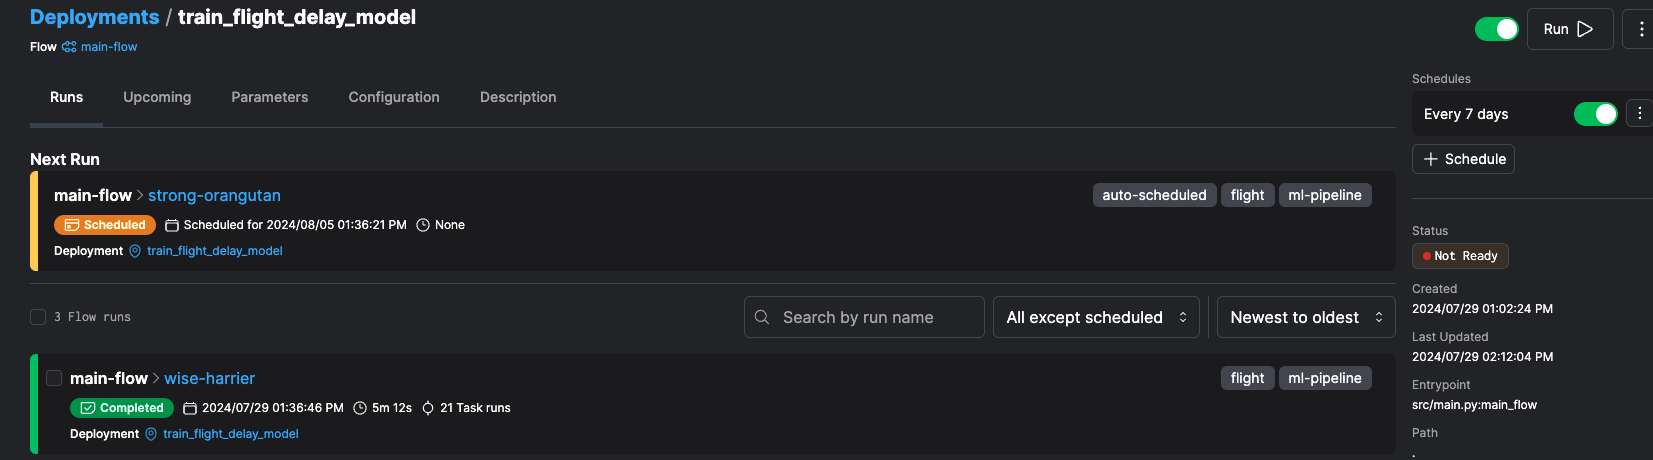 Deployments / train_flight_delay_model
Flow main-flow
Run
Runs Upcoming Parameters Configuration Description
Next Run
main-flow > strong-orangutan
auto-scheduled flight ml-pipeline
Scheduled Scheduled for 2024/08/05 01:36:21 PM None
Deployment train_flight_delay_model
3 Flow runs
Search by run name
All except scheduled
Newest to oldest
main-flow > wise-harrier
flight ml-pipeline
Completed 2024/07/29 01:36:46 PM 5m 12s 21 Task runs
Deployment train_flight_delay_model
Schedules
Every 7 days
+ Schedule
Status
Not Ready
Created
2024/07/29 01:02:24 PM
Last Updated
2024/07/29 02:12:04 PM
Entrypoint
src/main.py:main_flow
Path